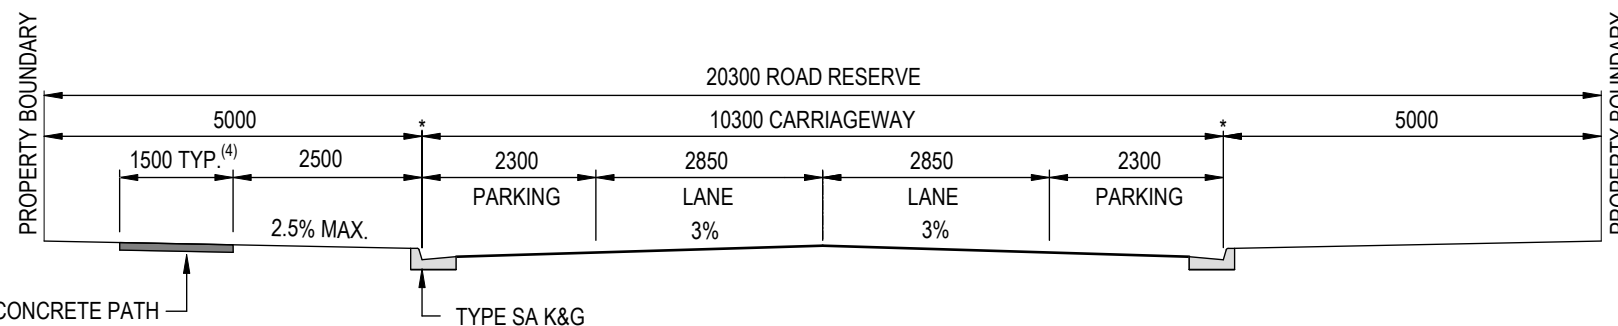 PROPERTY BOUNDARY
20300 ROAD RESERVE
PROPERTY BOUNDARY
5000 * 10300 CARRIAGEWAY * 5000
1500 TYP.(4) 2500 2300 2850 2850 2300
PARKING LANE LANE PARKING
2.5% MAX. 3% 3%
CONCRETE PATH
TYPE SA K&G